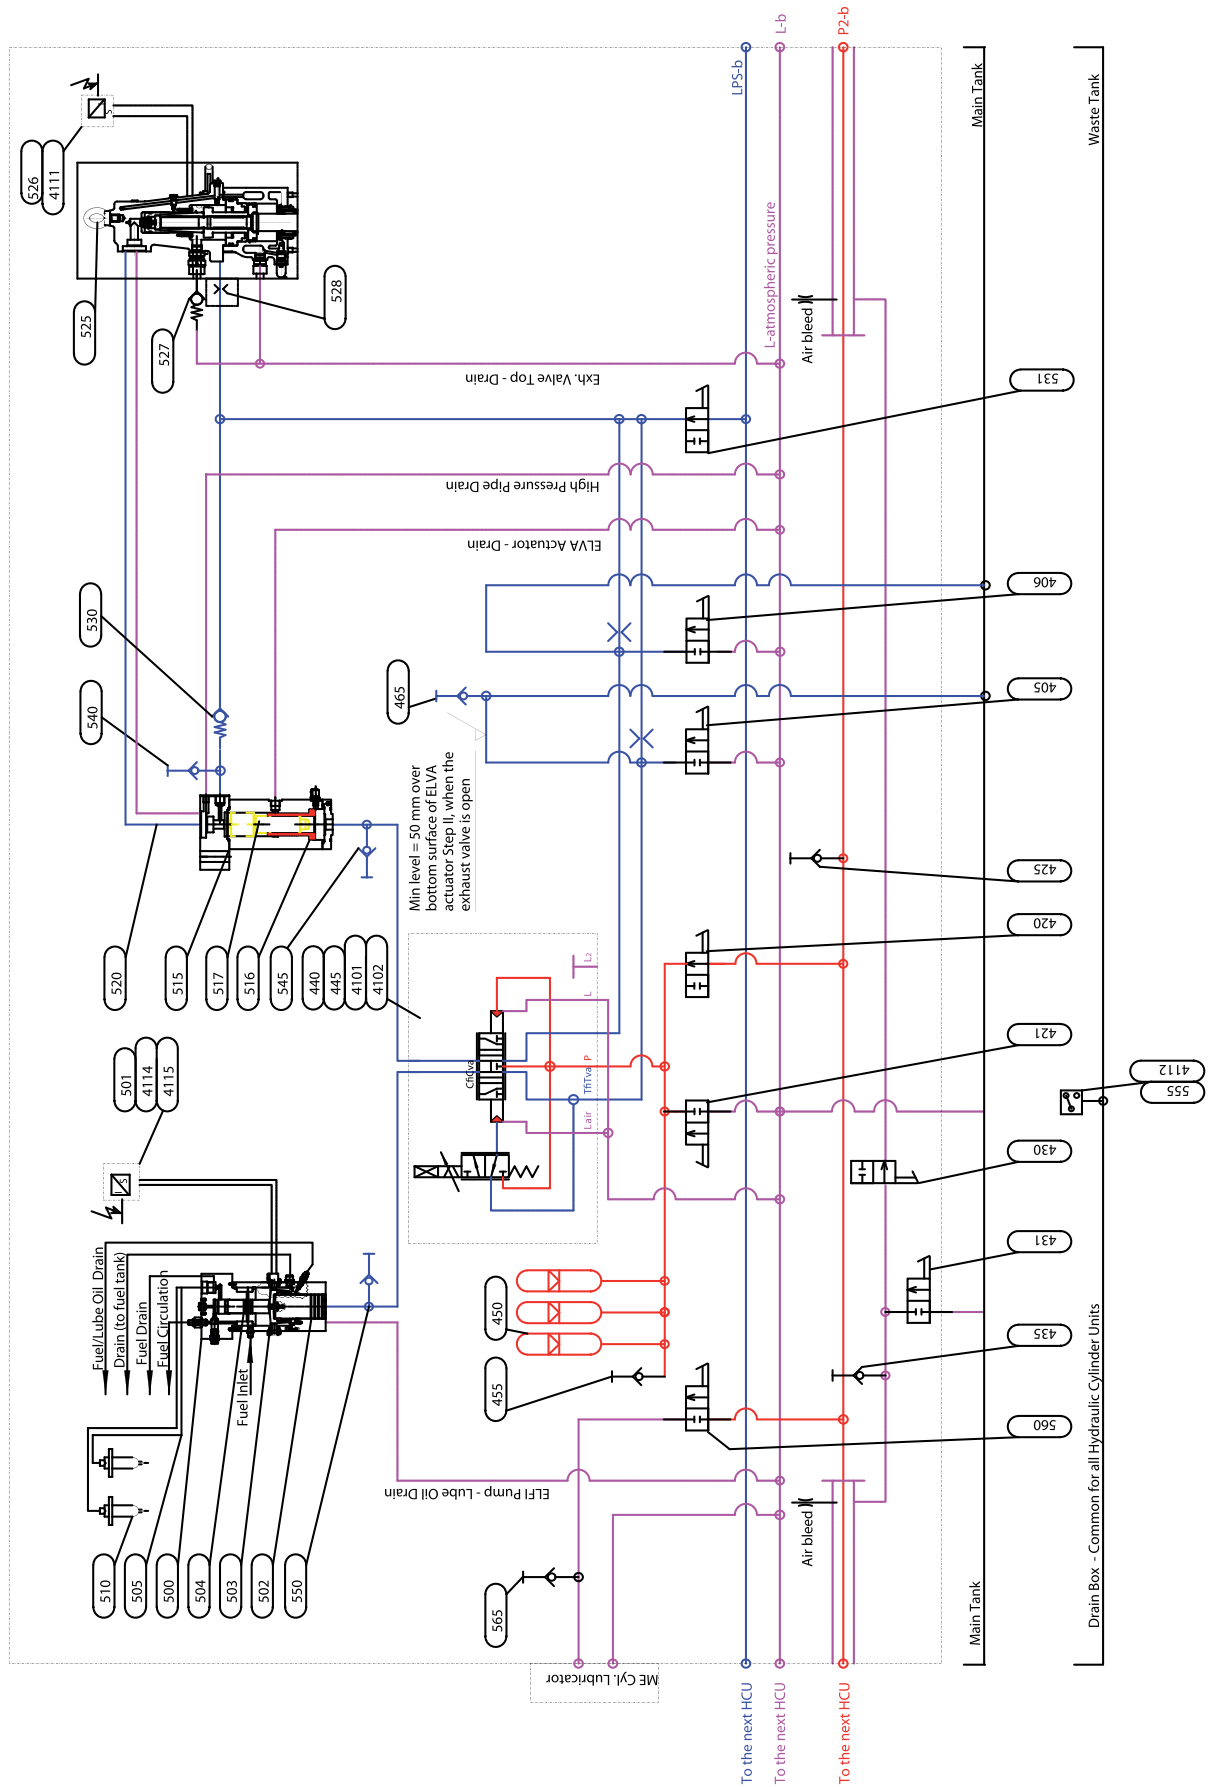 526
4111
525
527
528
LPS-b
L-b
P2-b
Main Tank
Waste Tank
L-atmospheric pressure
Air bleed
Exh. Valve Top - Drain
531
High Pressure Pipe Drain
ELVA Actuator - Drain
530
540
465
406
405
Min level = 50 mm over
bottom surface of ELVA
actuator Step II, when the
exhaust valve is open
425
420
421
520
515
517
516
545
440
445
4101
4102
L2
L
P
Lair
501
4114
4115
4112
555
430
431
435
560
Fuel/Lube Oil Drain
Drain (to fuel tank)
Fuel Drain
Fuel Circulation
Fuel Inlet
450
455
ELFI Pump - Lube Oil Drain
Air bleed
510
505
500
504
503
502
550
565
ME Cyl. Lubricator
Main Tank
Drain Box - Common for all Hydraulic Cylinder Units
To the next HCU
To the next HCU
To the next HCU